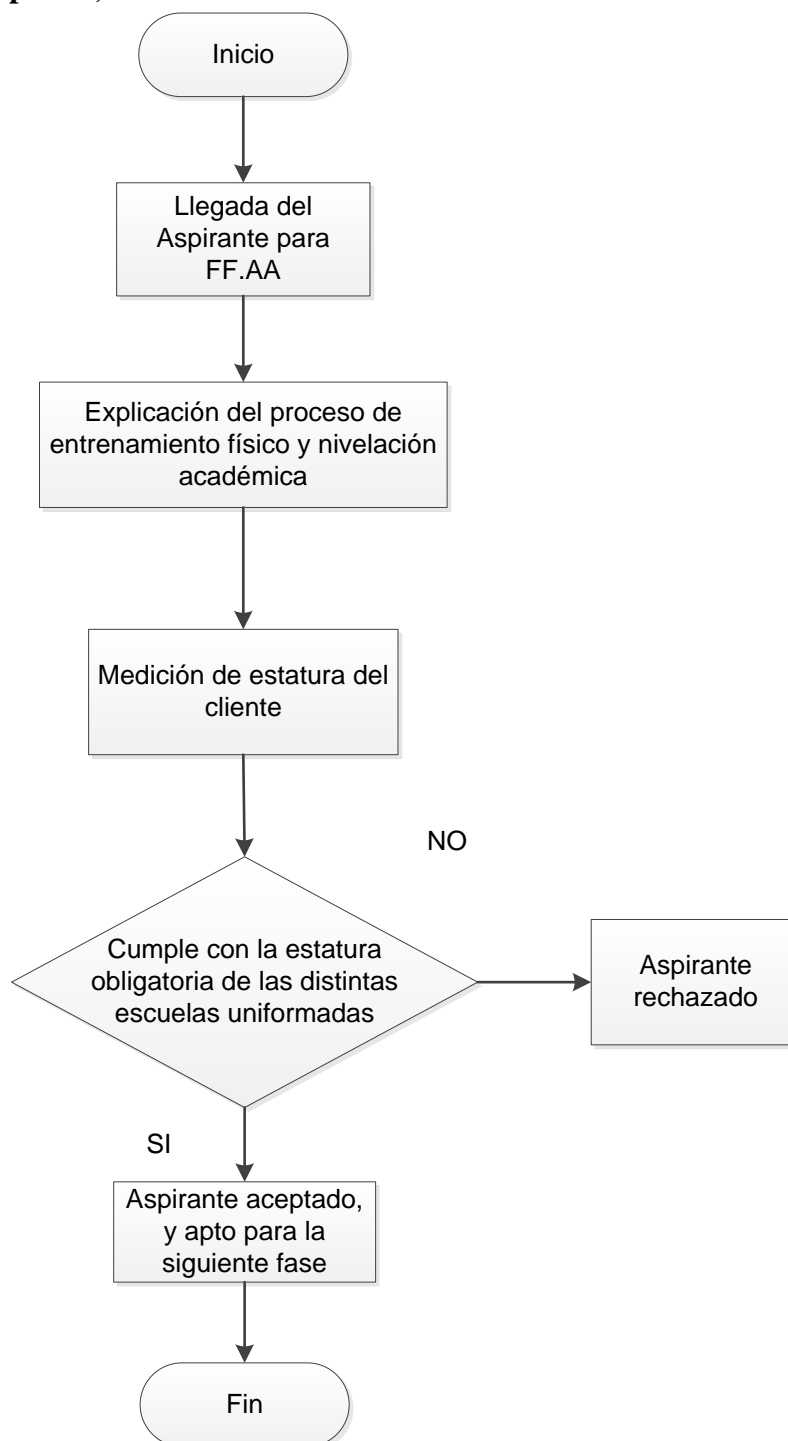 Inicio
Llegada del
Aspirante para
FF.AA
Explicación del proceso de
entrenamiento físico y nivelación
académica
Medición de estatura del
cliente
NO
Cumple con la estatura
obligatoria de las distintas
escuelas uniformadas
Aspirante
rechazado
SI
Aspirante aceptado,
y apto para la
siguiente fase
Fin